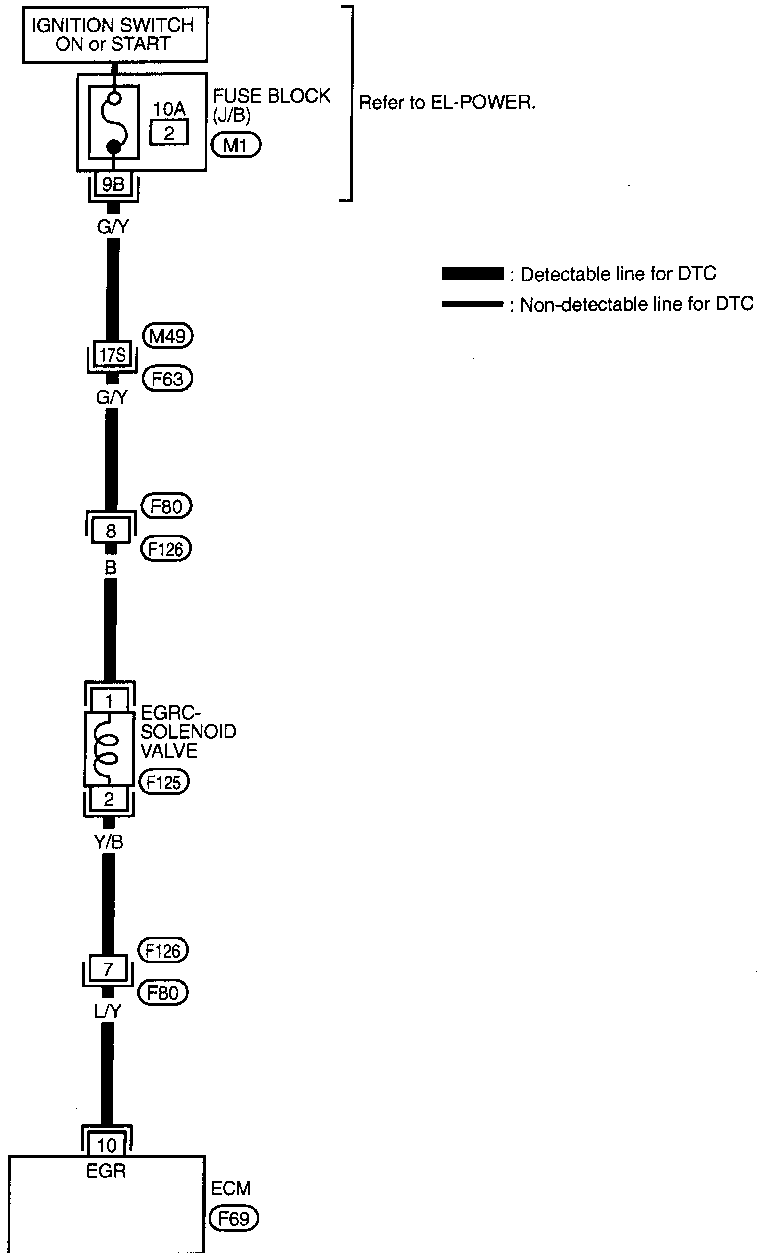 IGNITION SWITCH
ON or START
FUSE BLOCK
(J/B)
10A
2
M1
Refer to EL-POWER.
9B
G/Y
: Detectable line for DTC
: Non-detectable line for DTC
M49
17S
F63
G/Y
F80
8
F126
B
1
EGRC-
SOLENOID
VALVE
F125
2
Y/B
F126
7
F80
L/Y
10
EGR
ECM
F69